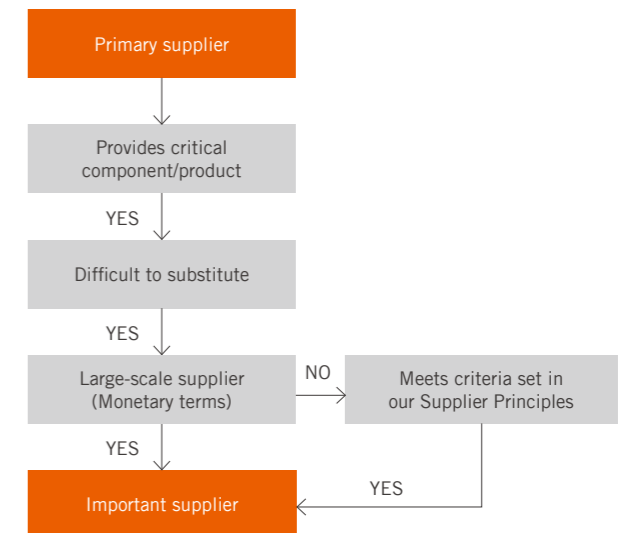 Primary supplier
Provides critical
component/product
YES
Difficult to substitute
YES
Large-scale supplier
(Monetary terms)
NO
Meets criteria set in
our Supplier Principles
YES
YES
Important supplier